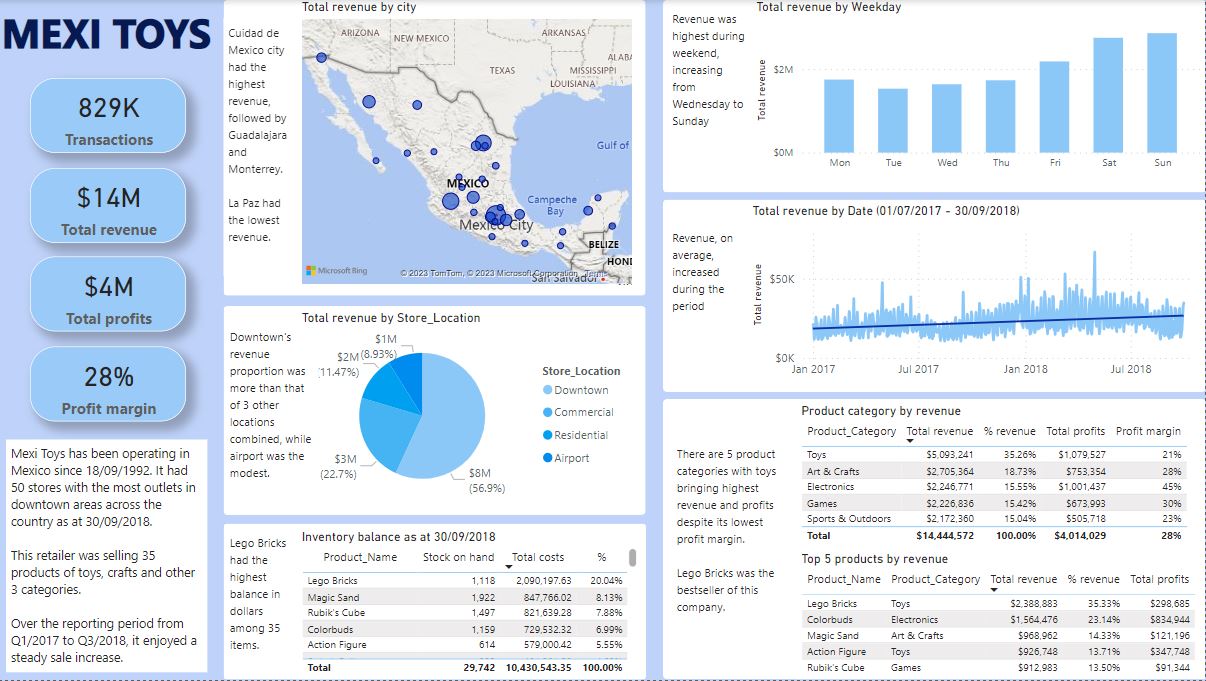 MEXI TOYS
829K
Transactions
$14M
Total revenue
$4M
Total profits
28%
Profit margin
Mexi Toys has been operating in
Mexico since 18/09/1992. It had
50 stores with the most outlets in
downtown areas across the
country as at 30/09/2018.
This retailer was selling 35
products of toys, crafts and other
3 categories.
Over the reporting period from
Q1/2017 to Q3/2018, it enjoyed a
steady sale increase.
Total revenue by city
Cuidad de
Mexico city
had the
highest
revenue,
followed by
Guadalajara
and
Monterrey.
La Paz had
the lowest
revenue.
ARIZONA
NEW MEXICO
ARKANSAS
ALABA
TEXAS
MISSISSIPPI
LOUISIANA
Gulf of
MEXICO
Campeche
Bay
Mexico City
BELIZE
HOND
San Salvador
Microsoft Bing
© 2023 TomTom, © 2023 Microsoft Corporation Terms
Total revenue by Store_Location
Downtown's
revenue
proportion was
more than that
of 3 other
locations
combined, while
airport was the
modest.
$1M
(8.93%)
$2M
(11.47%)
$3M
(22.7%)
$8M
(56.9%)
Store_Location
Downtown
Commercial
Residential
Airport
Lego Bricks
had the
highest
balance in
dollars
among 35
items.
Inventory balance as at 30/09/2018
Product_Name Stock on hand Total costs %
Lego Bricks 1,118 2,090,197.63 20.04%
Magic Sand 1,922 847,766.02 8.13%
Rubik's Cube 1,497 821,639.28 7.88%
Colorbuds 1,159 729,532.32 6.99%
Action Figure 614 579,000.42 5.55%
Total 29,742 10,430,543.35 100.00%
Total revenue by Weekday
Revenue was
highest during
weekend,
increasing
from
Wednesday to
Sunday
Total revenue
$2M
$0M
Mon Tue Wed Thu Fri Sat Sun
Total revenue by Date (01/07/2017 - 30/09/2018)
Revenue, on
average,
increased
during the
period
Total revenue
$50K
$0K
Jan 2017 Jul 2017 Jan 2018 Jul 2018
There are 5 product
categories with toys
bringing highest
revenue and profits
despite its lowest
profit margin.
Lego Bricks was the
bestseller of this
company.
Product category by revenue
Product_Category Total revenue % revenue Total profits Profit margin
Toys $5,093,241 35.26% $1,079,527 21%
Art & Crafts $2,705,364 18.73% $753,354 28%
Electronics $2,246,771 15.55% $1,001,437 45%
Games $2,226,836 15.42% $673,993 30%
Sports & Outdoors $2,172,360 15.04% $505,718 23%
Total $14,444,572 100.00% $4,014,029 28%
Top 5 products by revenue
Product_Name Product_Category Total revenue % revenue Total profits
Lego Bricks Toys $2,388,883 35.33% $298,685
Colorbuds Electronics $1,564,476 23.14% $834,944
Magic Sand Art & Crafts $968,962 14.33% $121,196
Action Figure Toys $926,748 13.71% $347,748
Rubik's Cube Games $912,983 13.50% $91,344